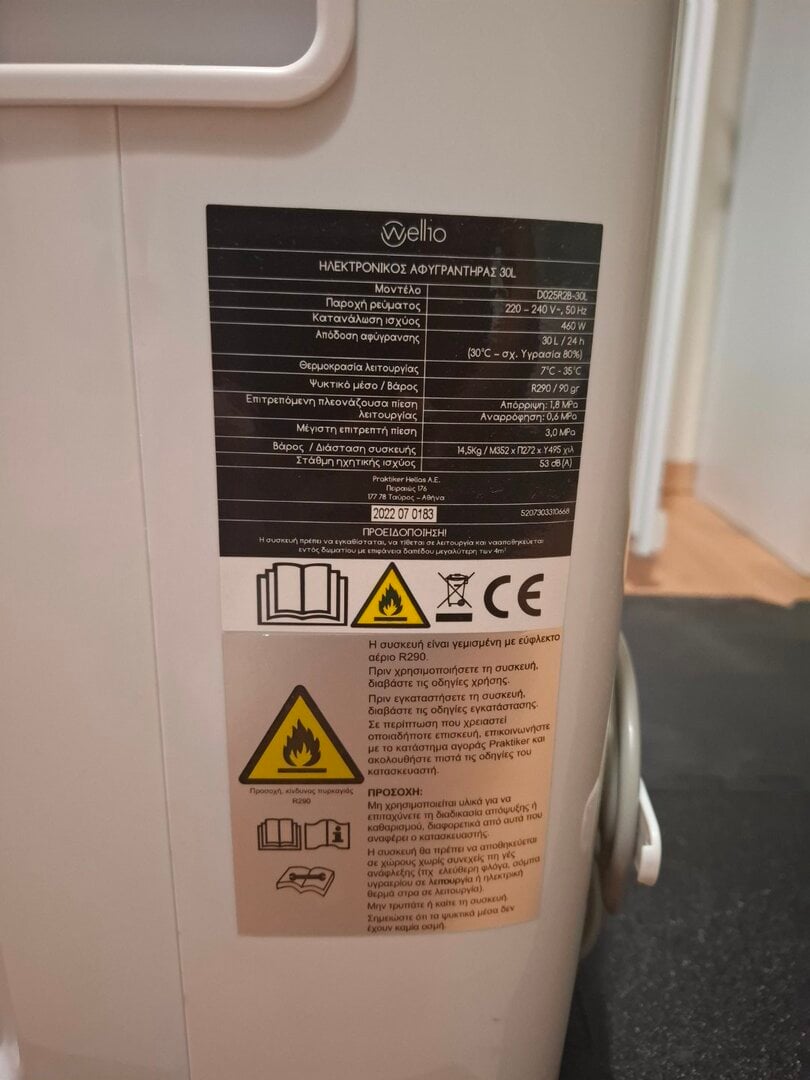 wellio
ΗΛΕΚΤΡΟΝΙΚΟΣ ΑΦΥΓΡΑΝΤΗΡΑΣ 30L
Μοντέλο D025R2B-30L
Παροχή ρεύματος 220 – 240 V~, 50 Hz
Κατανάλωση ισχύος 460 W
Απόδοση αφύγρανσης 30 L / 24 h
(30°C – σχ. Υγρασία 80%)
Θερμοκρασία λειτουργίας 7°C - 35°C
Ψυκτικό μέσο / Βάρος R290 / 90 gr
Επιτρεπόμενη πλεονάζουσα πίεση Απόρριψη: 1,8 MPa
λειτουργίας Αναρρόφηση: 0,6 MPa
Μέγιστη επιτρεπτή πίεση 3,0 MPa
Βάρος / Διάσταση συσκευής 14,5Kg / Μ352 x Π272 x Υ495 χιλ
Στάθμη ηχητικής ισχύος 53 dB(A)
Praktiker Hellas A.E.
Πειραιώς 176
177 78 Ταύρος – Αθήνα
2022 07 0183
5207303310668
ΠΡΟΕΙΔΟΠΟΙΗΣΗ!
Η συσκευή πρέπει να εγκαθίσταται, να τίθεται σε λειτουργία και νααποθηκεύεται
εντός δωματίου με επιφάνεια δαπέδου μεγαλύτερη των 4m²
CE
Η συσκευή είναι γεμισμένη με εύφλεκτο
αέριο R290.
Πριν χρησιμοποιήσετε τη συσκευή,
διαβάστε τις οδηγίες χρήσης.
Πριν εγκαταστήσετε τη συσκευή,
διαβάστε τις οδηγίες εγκατάστασης.
Σε περίπτωση που χρειαστεί
οποιαδήποτε επισκευή, επικοινωνήστε
με το κατάστημα αγοράς Praktiker και
ακολουθήστε πιστά τις οδηγίες του
κατασκευαστή.
Προσοχή, κίνδυνος πυρκαγιάς
R290
ΠΡΟΣΟΧΗ:
Μη χρησιμοποιείται υλικά για να
επιταχύνετε τη διαδικασία απόψυξης ή
καθαρισμού, διαφορετικά από αυτά που
αναφέρει ο κατασκευαστής.
Η συσκευή θα πρέπει να αποθηκεύεται
σε χώρους χωρίς συνεχείς πη γές
ανάφλεξης (πχ ελεύθερη φλόγα, σόμπα
υγραερίου σε λειτουργία ή ηλεκτρική
θερμά στρα σε λειτουργία).
Μην τρυπάτε ή καίτε τη συσκευή.
Σημειώστε ότι τα ψυκτικά μέσα δεν
έχουν καμία οσμή.